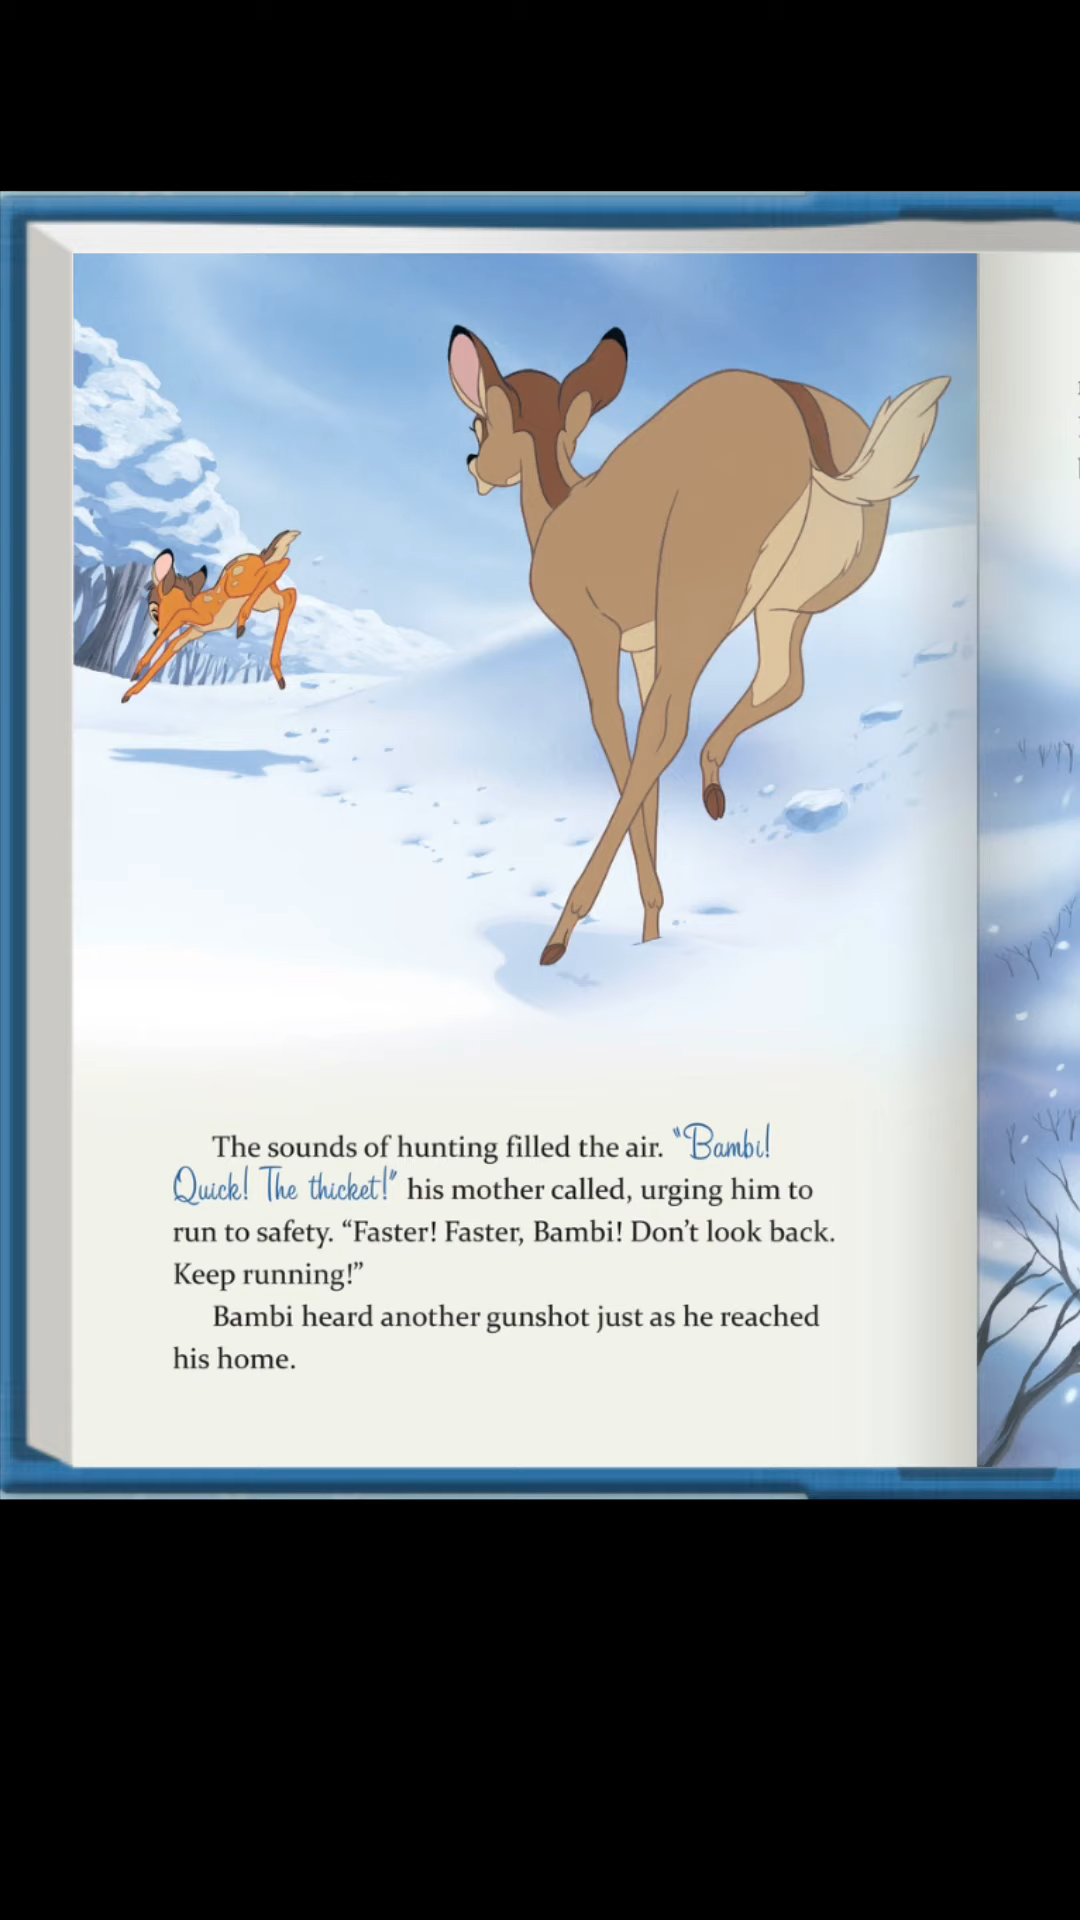 The sounds of hunting filled the air. “Bambi!
Quick! The thicket!” his mother called, urging him to
run to safety. “Faster! Faster, Bambi! Don’t look back.
Keep running!”
Bambi heard another gunshot just as he reached
his home.